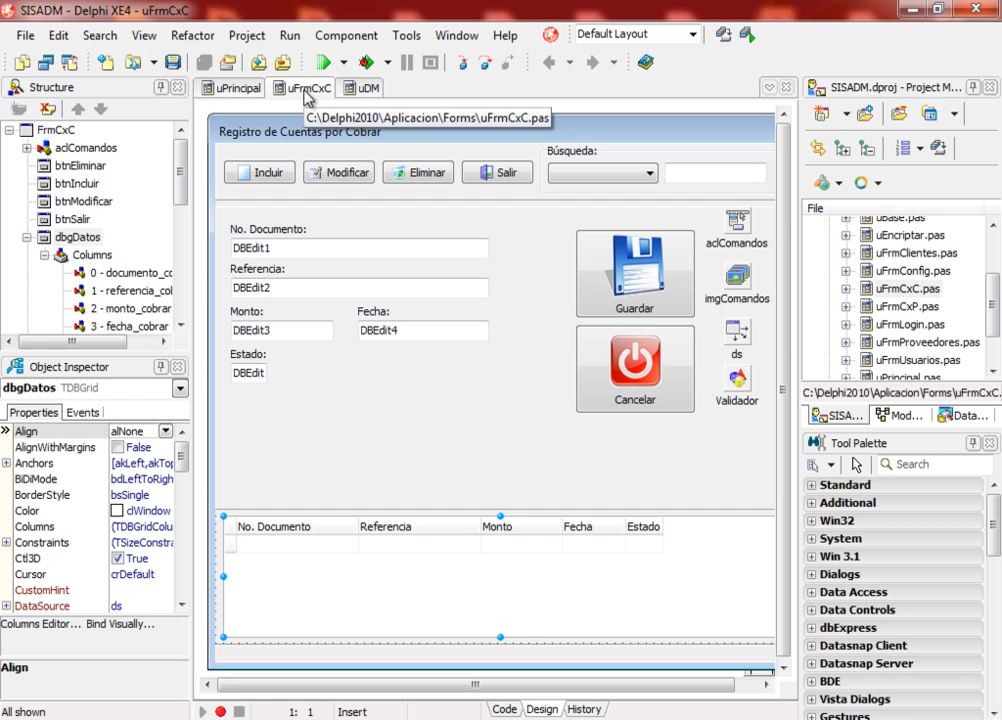 SISADM - Delphi XE4 - uFrmCxC
File Edit Search View Refactor Project Run Component Tools Window Help Default Layout
Structure
FrmCxC
aclComandos
btnEliminar
btnIncluir
btnModificar
btnSalir
dbgDatos
Columns
0 - documento_cc
1 - referencia_col
2 - monto_cobrar
3 - fecha_cobrar
Object Inspector
dbgDatos TDBGrid
Properties Events
Align alNone
AlignWithMargins False
Anchors [akLeft,akTop
BiDiMode bdLeftToRigh
BorderStyle bsSingle
Color clWindow
Columns (TDBGridColu
Constraints (TSizeConstra
Ctl3D True
Cursor crDefault
CustomHint
DataSource ds
Columns Editor... Bind Visually...
Align
All shown
uPrincipal uFrmCxC uDM
C:\Delphi2010\Aplicacion\Forms\uFrmCxC.pas
Registro de Cuentas por Cobrar
Incluir Modificar Eliminar Salir
Búsqueda:
No. Documento:
DBEdit1
Referencia:
DBEdit2
Monto: Fecha:
DBEdit3 DBEdit4
Estado:
DBEdit
Guardar
Cancelar
aclComandos
imgComandos
ds
Validador
No. Documento Referencia Monto Fecha Estado
1: 1 Insert
Code Design History
SISADM.dproj - Project M...
File
uBase.pas
uEncriptar.pas
uFrmClientes.pas
uFrmConfig.pas
uFrmCxC.pas
uFrmCxP.pas
uFrmLogin.pas
uFrmProveedores.pas
uFrmUsuarios.pas
uPrincipal.pas
C:\Delphi2010\Aplicacion\Forms\uFrmCxC.
SISA... Mod... Data...
Tool Palette
Search
Standard
Additional
Win32
System
Win 3.1
Dialogs
Data Access
Data Controls
dbExpress
Datasnap Client
Datasnap Server
BDE
Vista Dialogs
Gestures